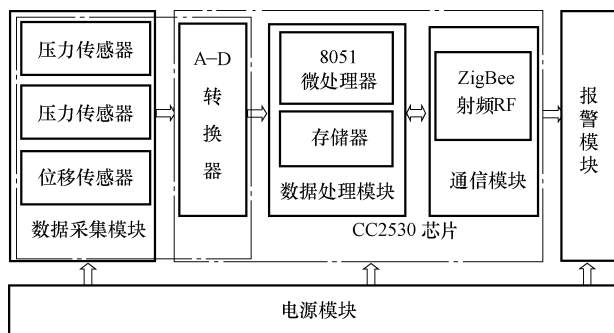 压力传感器
压力传感器
位移传感器
数据采集模块
A-D
转
换
器
8051
微处理器
存储器
数据处理模块
ZigBee
射频RF
通信模块
CC2530 芯片
报
警
模
块
电源模块